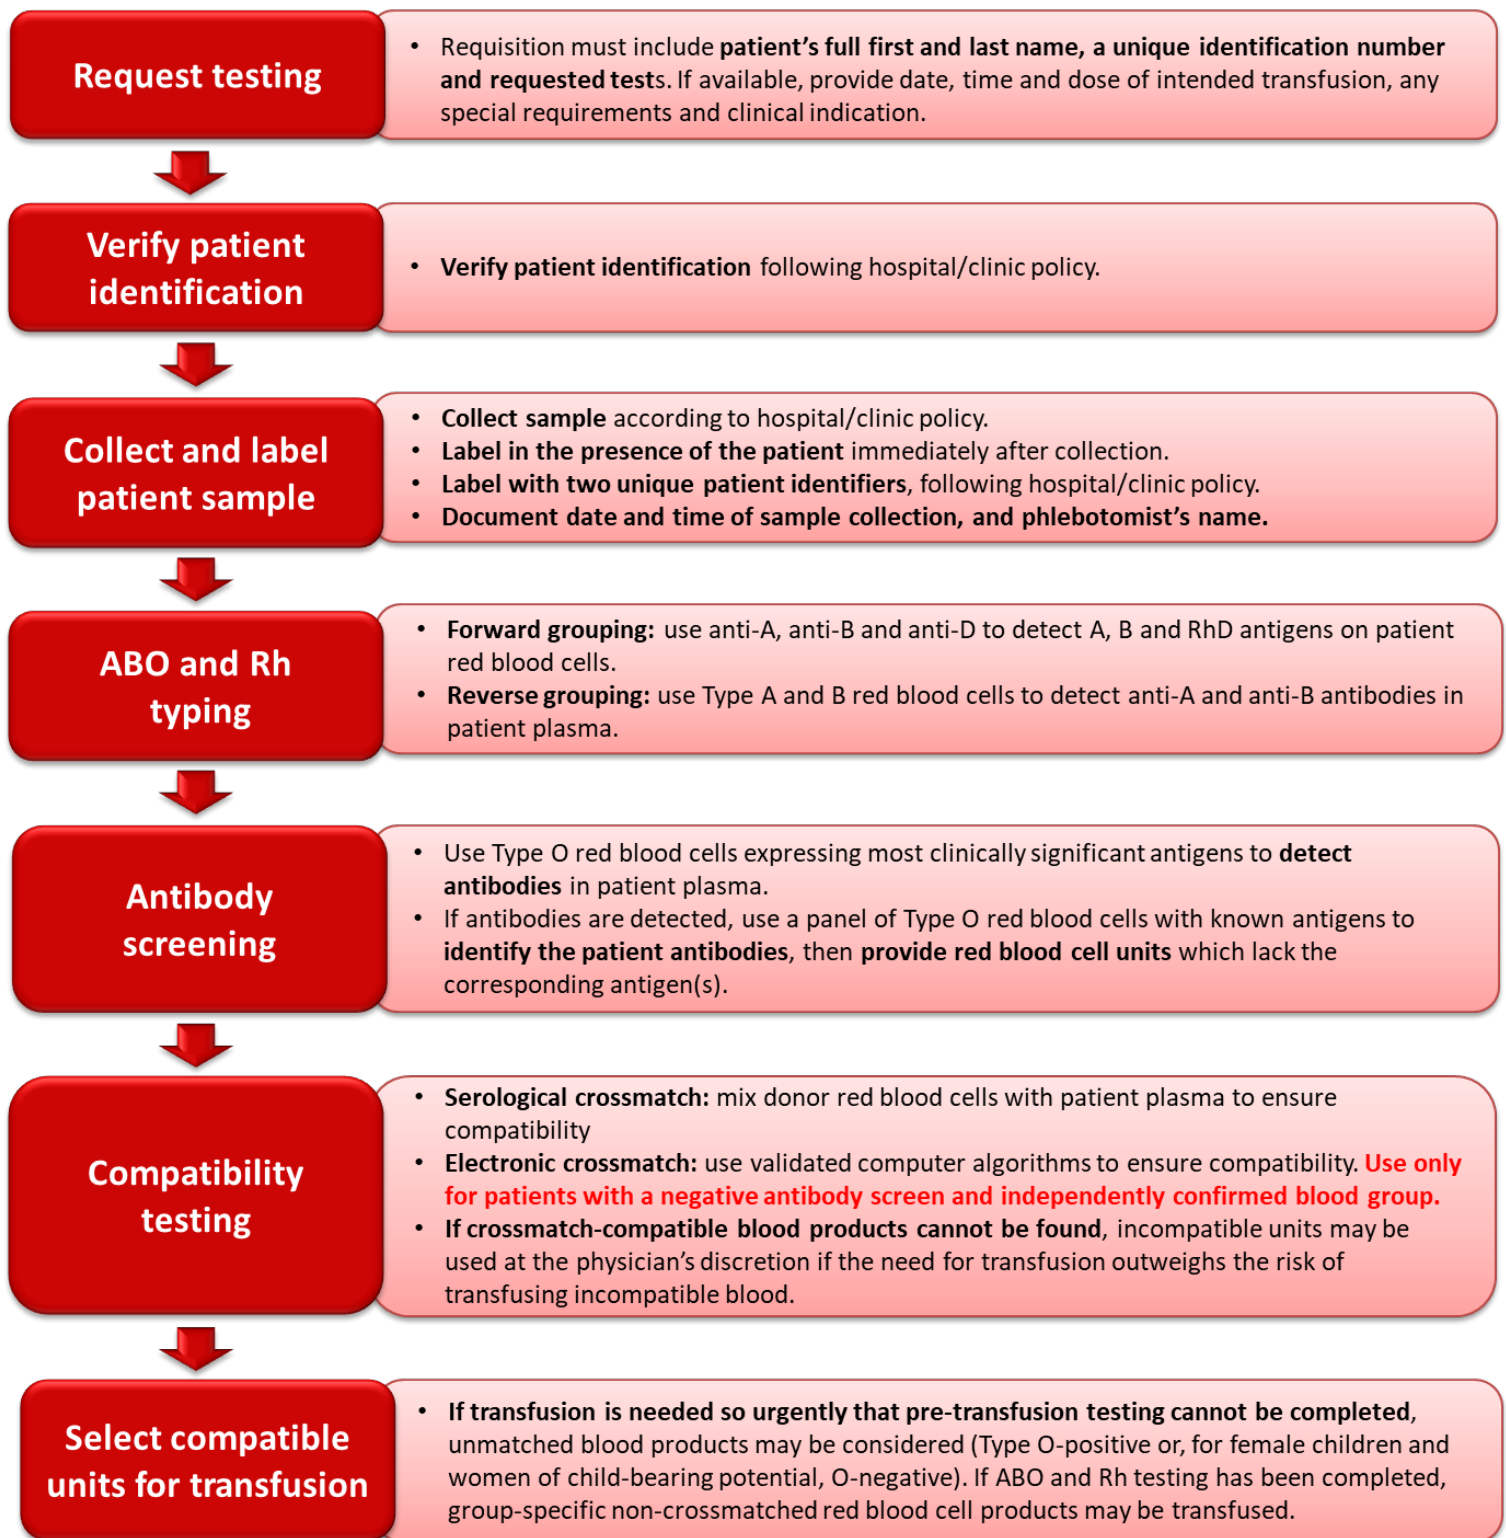 Request testing
• Requisition must include patient's full first and last name, a unique identification number
and requested tests. If available, provide date, time and dose of intended transfusion, any
special requirements and clinical indication.
Verify patient
identification
• Verify patient identification following hospital/clinic policy.
Collect and label
patient sample
• Collect sample according to hospital/clinic policy.
• Label in the presence of the patient immediately after collection.
• Label with two unique patient identifiers, following hospital/clinic policy.
• Document date and time of sample collection, and phlebotomist's name.
ABO and Rh
typing
• Forward grouping: use anti-A, anti-B and anti-D to detect A, B and RhD antigens on patient
red blood cells.
• Reverse grouping: use Type A and B red blood cells to detect anti-A and anti-B antibodies in
patient plasma.
Antibody
screening
• Use Type O red blood cells expressing most clinically significant antigens to detect
antibodies in patient plasma.
• If antibodies are detected, use a panel of Type O red blood cells with known antigens to
identify the patient antibodies, then provide red blood cell units which lack the
corresponding antigen(s).
Compatibility
testing
• Serological crossmatch: mix donor red blood cells with patient plasma to ensure
compatibility
• Electronic crossmatch: use validated computer algorithms to ensure compatibility. Use only
for patients with a negative antibody screen and independently confirmed blood group.
• If crossmatch-compatible blood products cannot be found, incompatible units may be
used at the physician's discretion if the need for transfusion outweighs the risk of
transfusing incompatible blood.
Select compatible
units for transfusion
• If transfusion is needed so urgently that pre-transfusion testing cannot be completed,
unmatched blood products may be considered (Type O-positive or, for female children and
women of child-bearing potential, O-negative). If ABO and Rh testing has been completed,
group-specific non-crossmatched red blood cell products may be transfused.